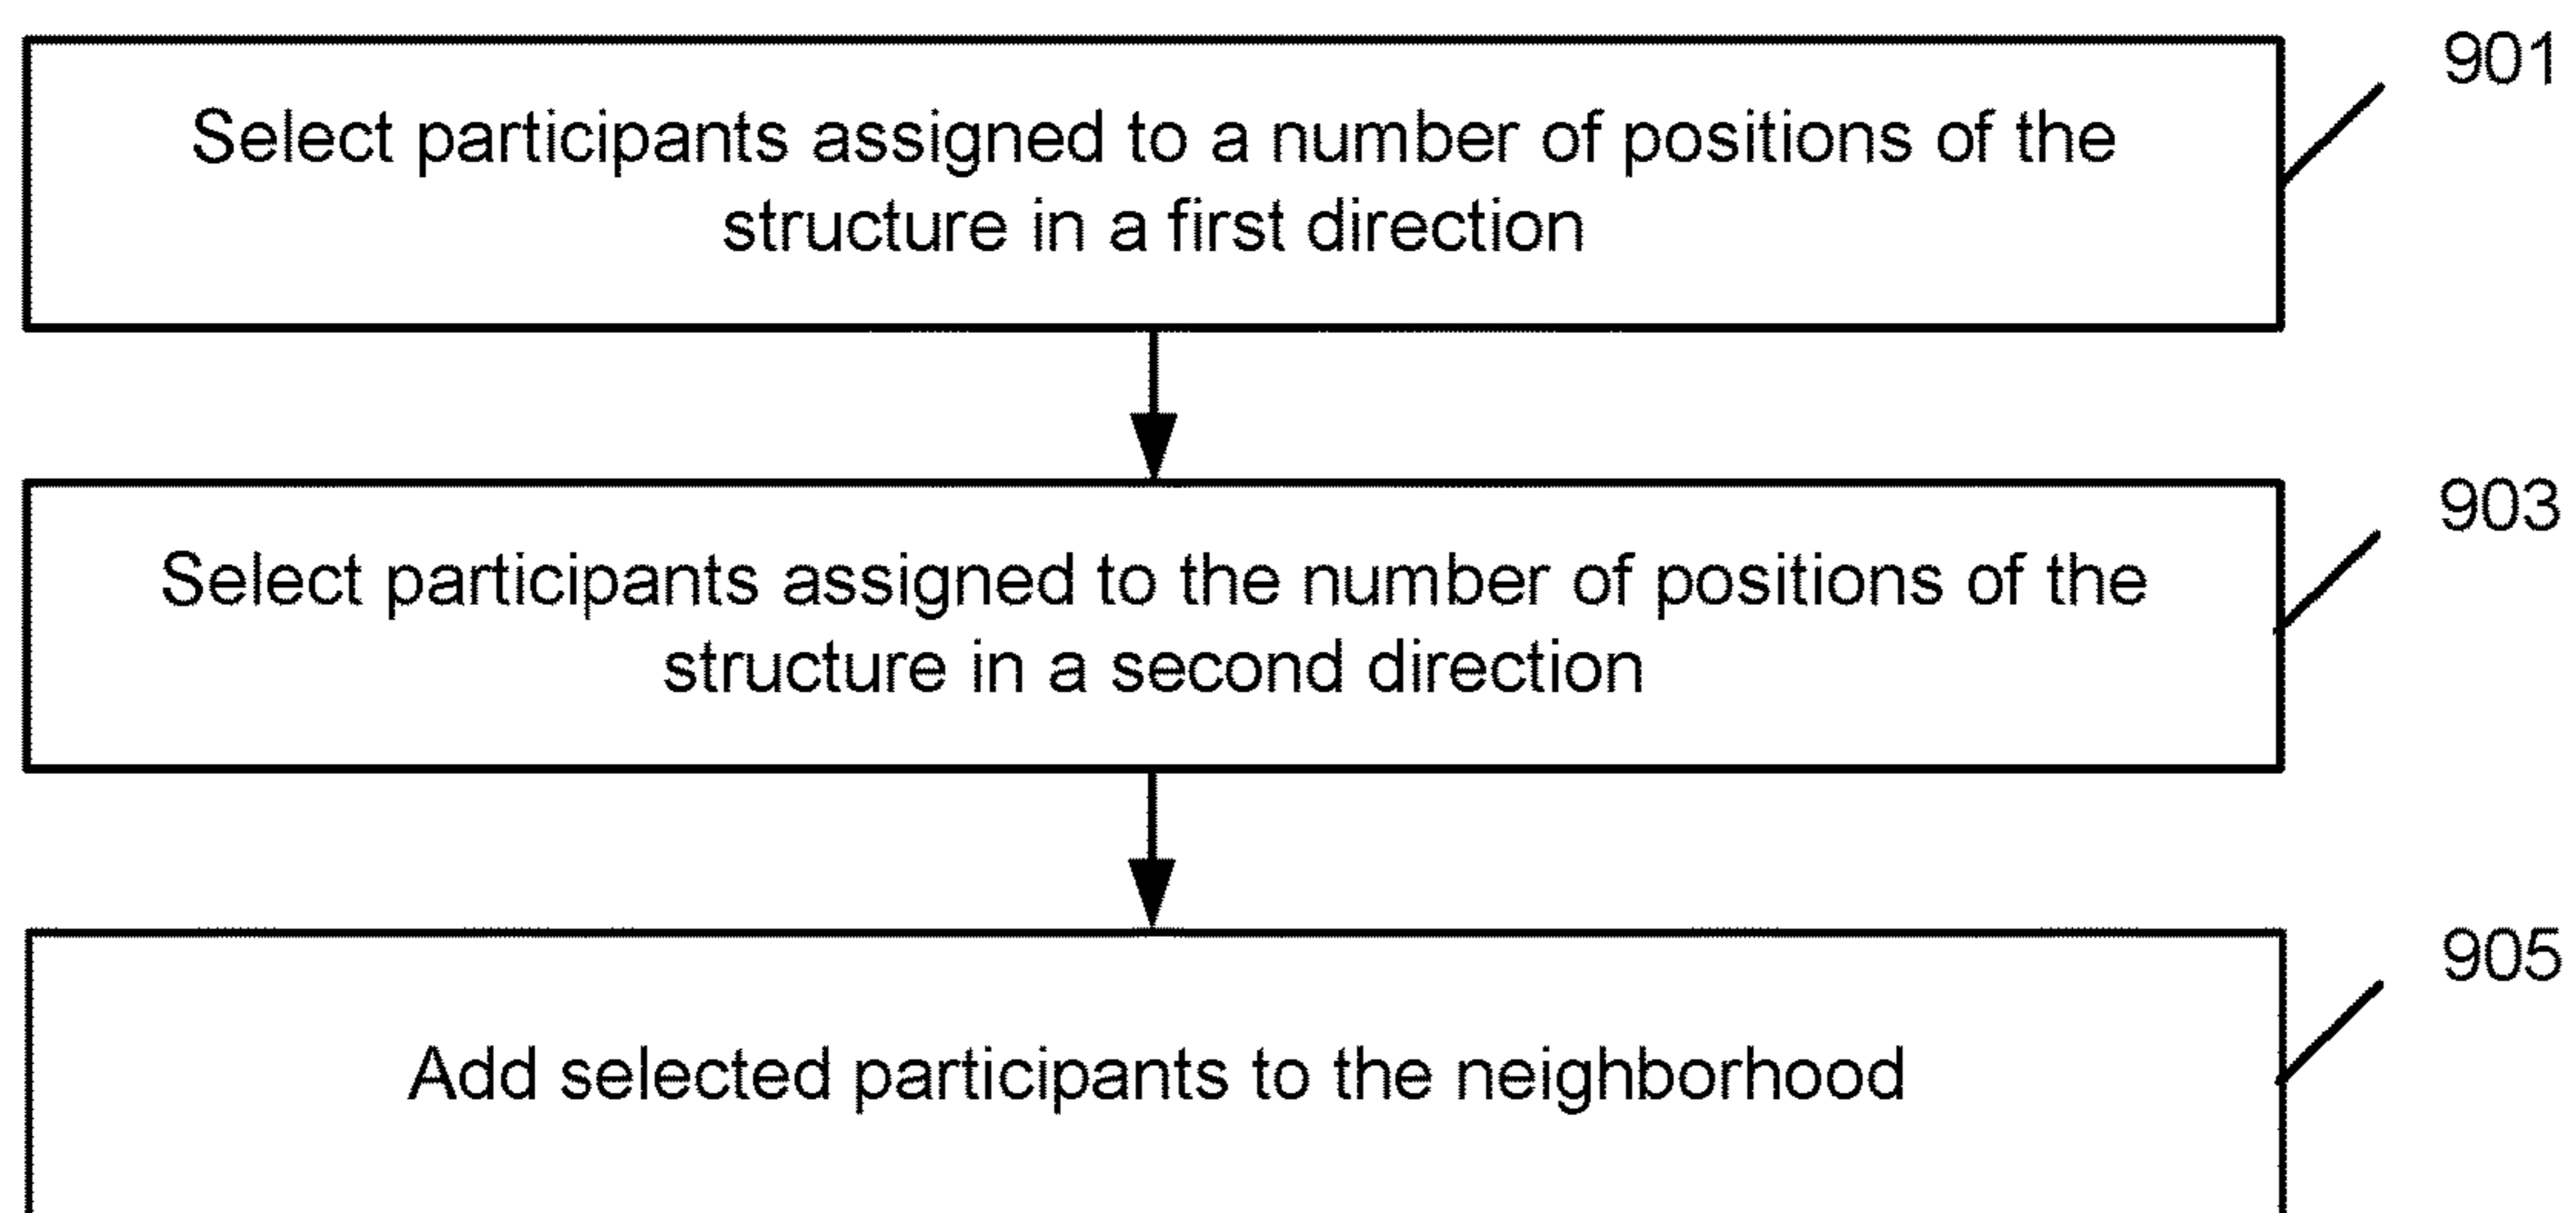 901
Select participants assigned to a number of positions of the
structure in a first direction
903
Select participants assigned to the number of positions of the
structure in a second direction
905
Add selected participants to the neighborhood